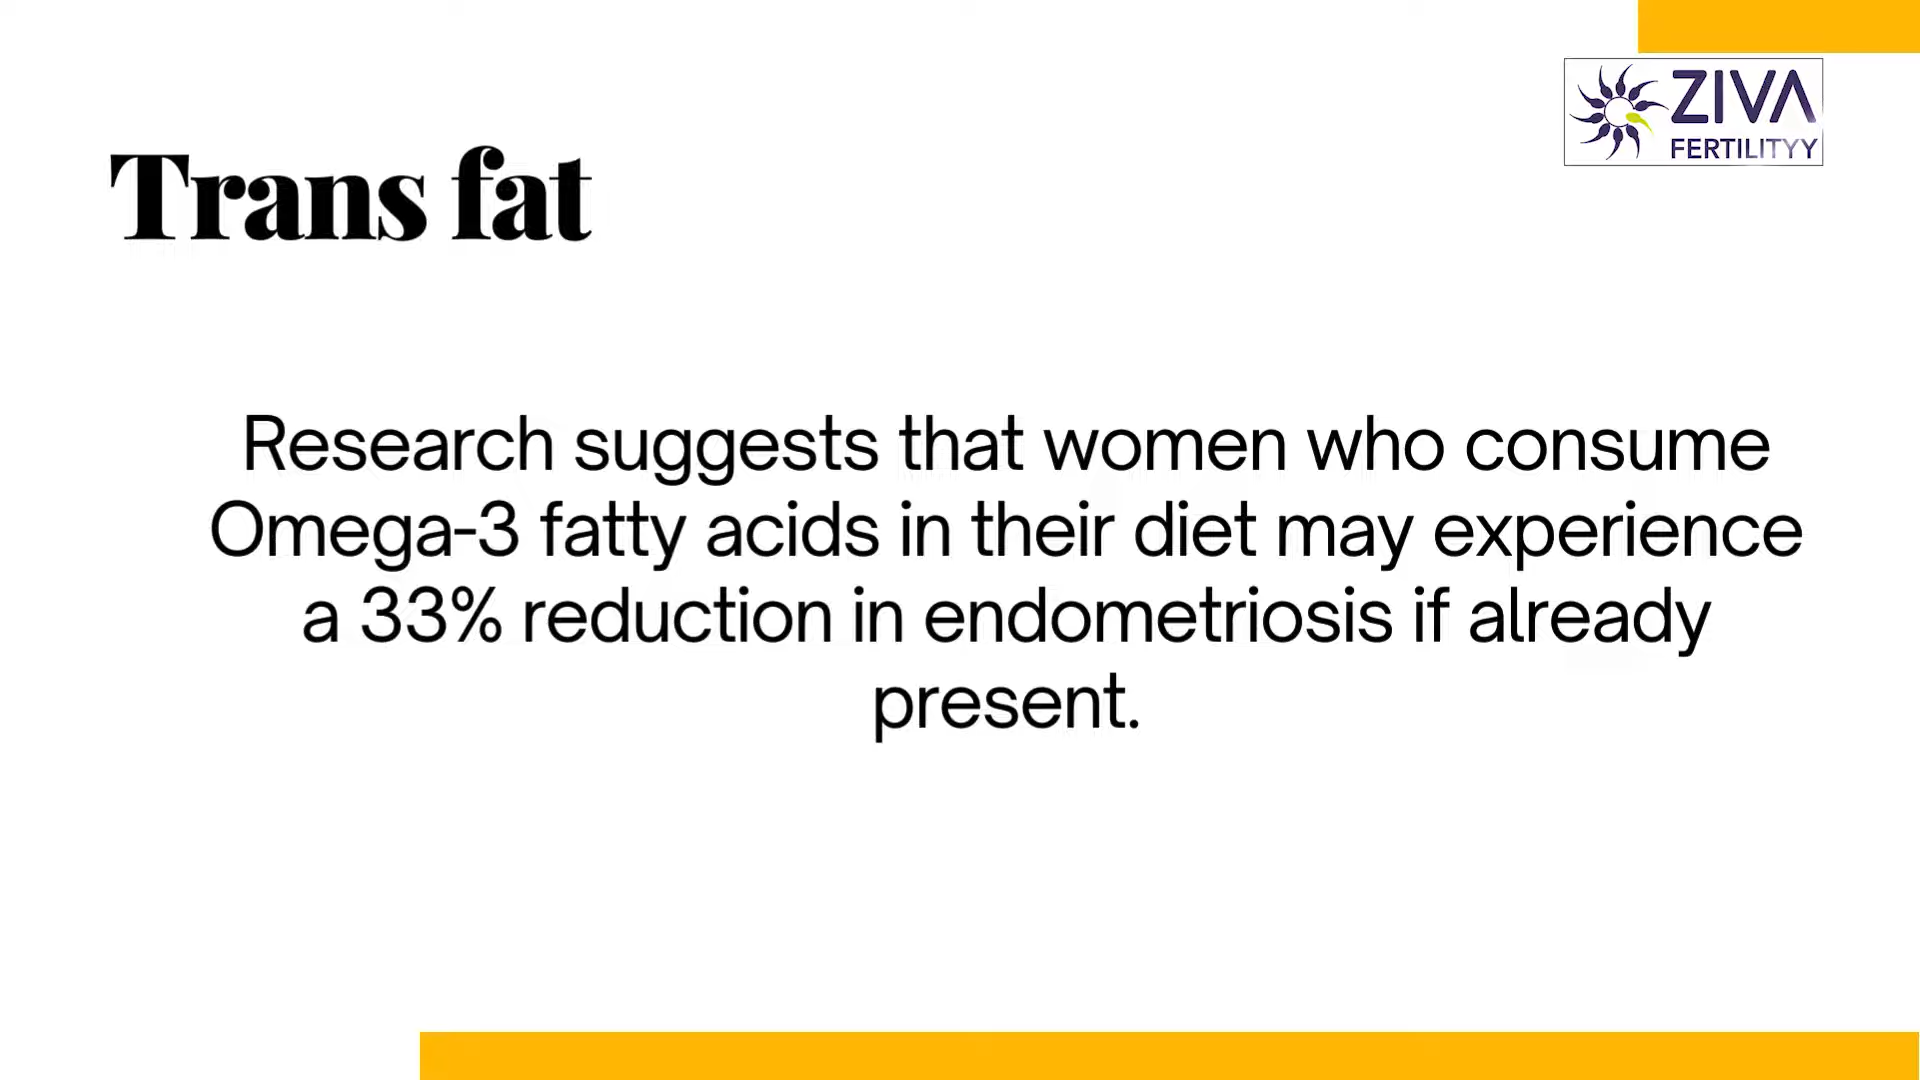 ZIVA
FERTILITYY
Trans fat
Research suggests that women who consume
Omega-3 fatty acids in their diet may experience
a 33% reduction in endometriosis if already
present.